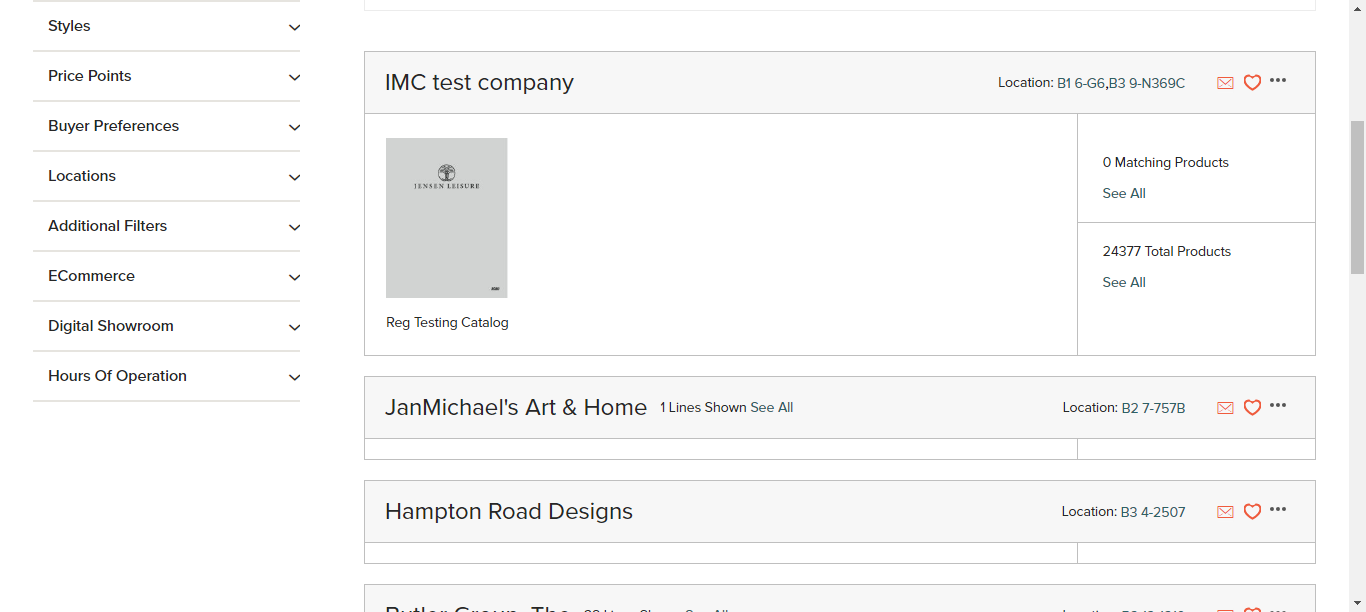 Styles
Price Points
Buyer Preferences
Locations
Additional Filters
ECommerce
Digital Showroom
Hours Of Operation
IMC test company
Location: B1 6-G6,B3 9-N369C
JENSEN LEISURE
Reg Testing Catalog
0 Matching Products
See All
24377 Total Products
See All
JanMichael's Art & Home 1 Lines Shown See All
Location: B2 7-757B
Hampton Road Designs
Location: B3 4-2507